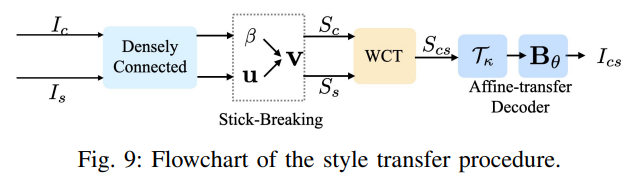 I_c
I_s
Densely
Connected
β
u
v
Stick-Breaking
S_c
S_s
WCT
S_cs
𝒯_κ
B_θ
I_cs
Affine-transfer
Decoder
Fig. 9: Flowchart of the style transfer procedure.